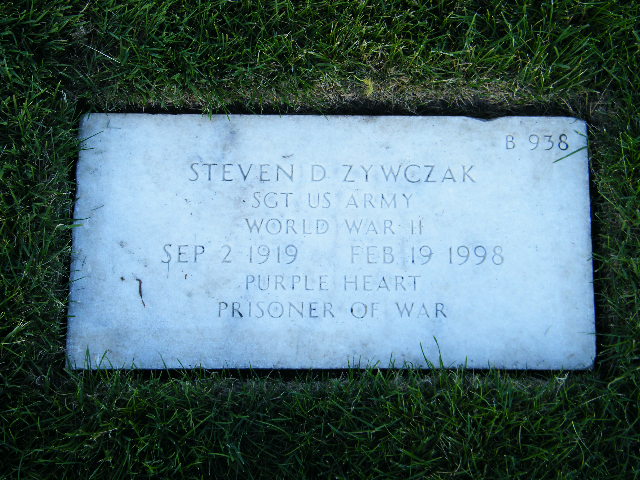 B 938
STEVEN D ZYWCZAK
SGT US ARMY
WORLD WAR II
SEP 2 1919 FEB 19 1998
PURPLE HEART
PRISONER OF WAR